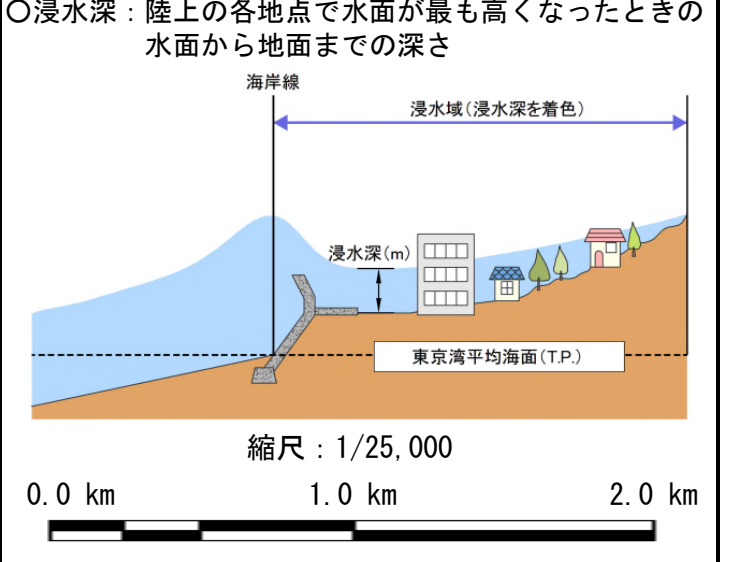 〇浸水深：陸上の各地点で水面が最も高くなったときの
水面から地面までの深さ
海岸線
浸水域（浸水深を着色）
浸水深（m）
東京湾平均海面（T.P.）
縮尺：1/25,000
0.0 km 1.0 km 2.0 km